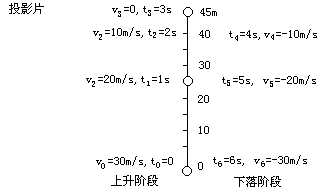 投影片
v₃=0, t₃=3s
45m
v₂=10m/s, t₂=2s
40
t₄=4s, v₄=-10m/s
30
v₂=20m/s, t₁=1s
t₅=5s, v₅=-20m/s
20
10
v₀=30m/s, t₀=0
0
t₆=6s, v₆=-30m/s
上升阶段
下落阶段